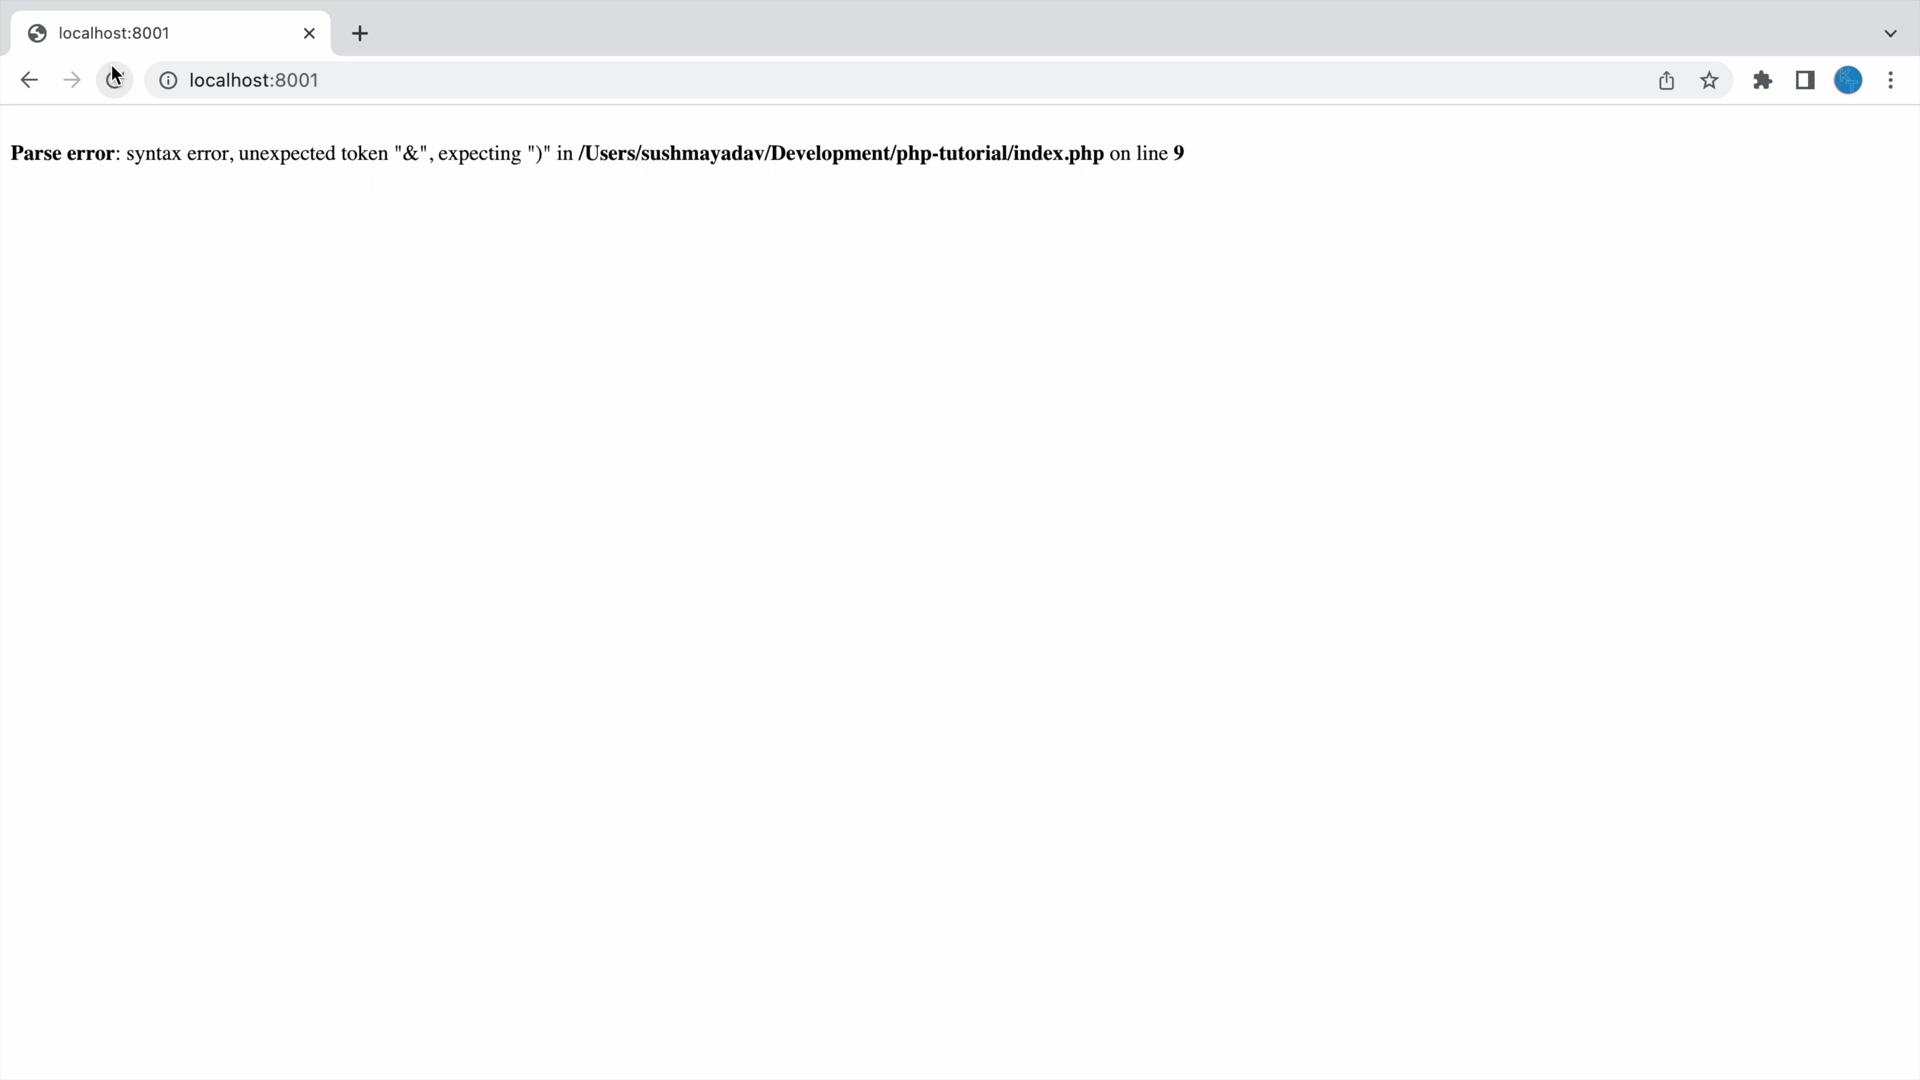 localhost:8001
localhost:8001
Parse error: syntax error, unexpected token "&", expecting ")" in /Users/sushmayadav/Development/php-tutorial/index.php on line 9